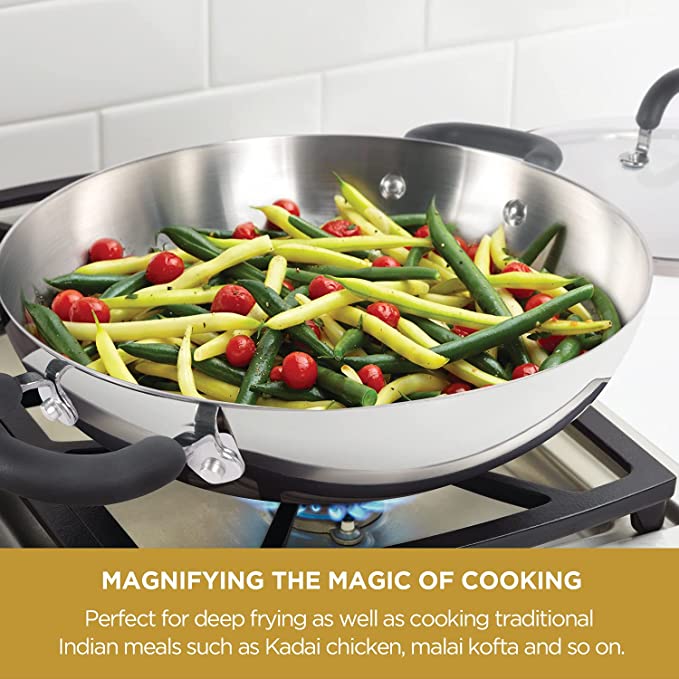 MAGNIFYING THE MAGIC OF COOKING
Perfect for deep frying as well as cooking traditional
Indian meals such as Kadai chicken, malai kofta and so on.